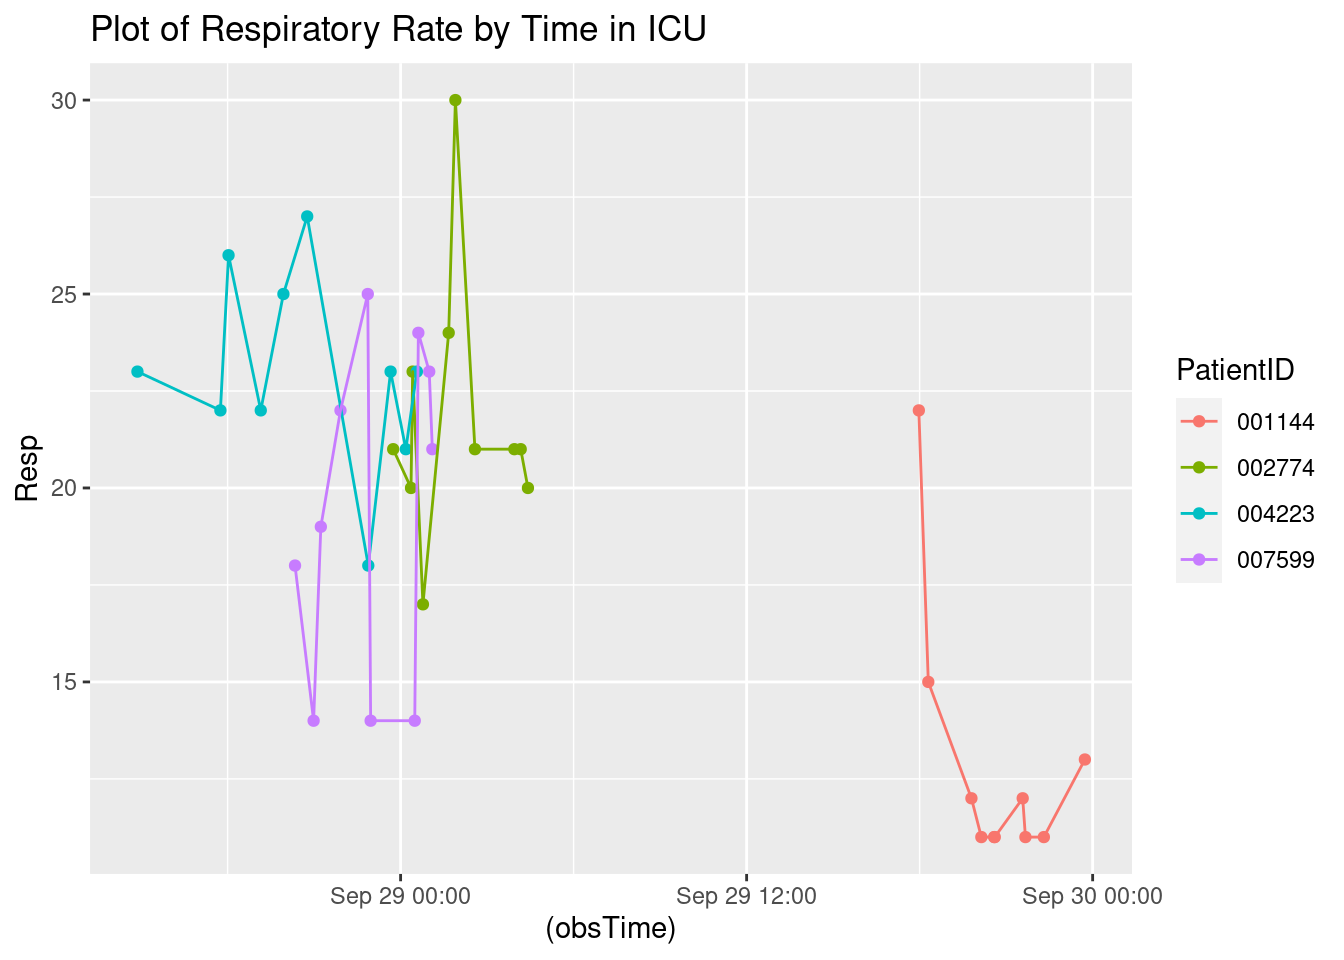 Plot of Respiratory Rate by Time in ICU
Resp
30
25
20
15
Sep 29 00:00
Sep 29 12:00
Sep 30 00:00
(obsTime)
PatientID
001144
002774
004223
007599